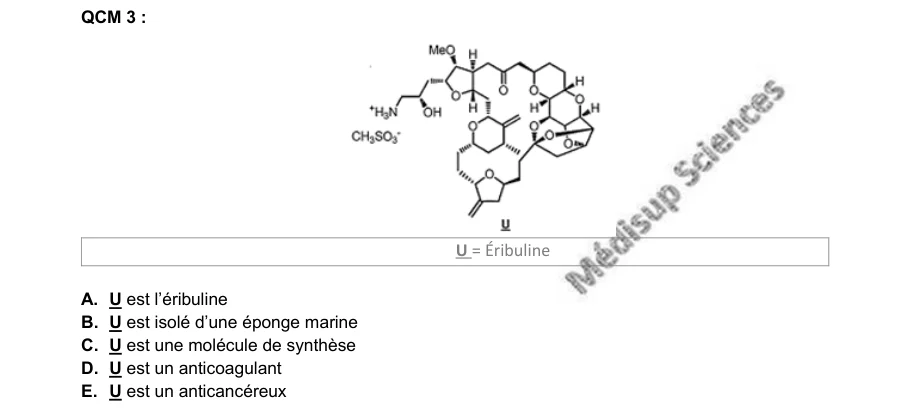 QCM 3 :
MeO
H
O
O
H
O
H
H
O
H
⁺H₃N
OH
CH₃SO₃⁻
O
O
O
O
O
U
U = Éribuline
Médisup Sciences
A. U est l’éribuline
B. U est isolé d’une éponge marine
C. U est une molécule de synthèse
D. U est un anticoagulant
E. U est un anticancéreux